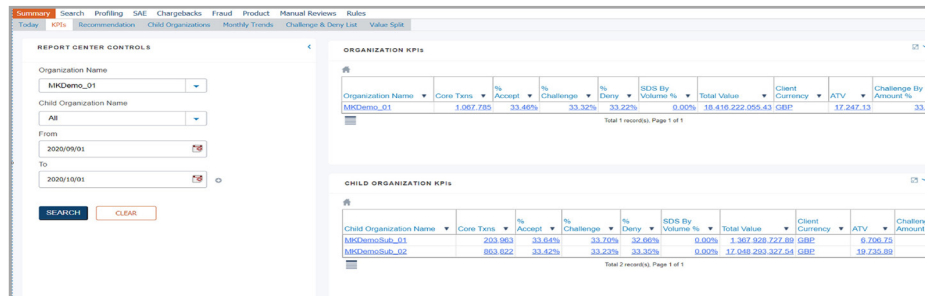 Summary Search Profiling SAE Chargebacks Fraud Product Manual Reviews Rules
Today KPIs Recommendation Child Organizations Monthly Trends Challenge & Deny List Value Split
REPORT CENTER CONTROLS
Organization Name
MKDemo_01
Child Organization Name
All
From
2020/09/01
To
2020/10/01
SEARCH CLEAR
ORGANIZATION KPIs
Organization Name Core Txns % Accept % Challenge % Deny SDS By Volume % Total Value Client Currency ATV Challenge By Amount %
MKDemo_01 1,067,785 33.46% 33.32% 33.22% 0.00% 18,416,222,055.43 GBP 17,247.13 33.
Total 1 record(s). Page 1 of 1
CHILD ORGANIZATION KPIs
Child Organization Name Core Txns % Accept % Challenge % Deny SDS By Volume % Total Value Client Currency ATV Challeng Amount
MKDemoSub_01 203,963 33.64% 33.70% 32.66% 0.00% 1,367,928,727.89 GBP 6,706.75
MKDemoSub_02 863,822 33.42% 33.23% 33.35% 0.00% 17,048,293,327.54 GBP 19,735.89
Total 2 record(s). Page 1 of 1